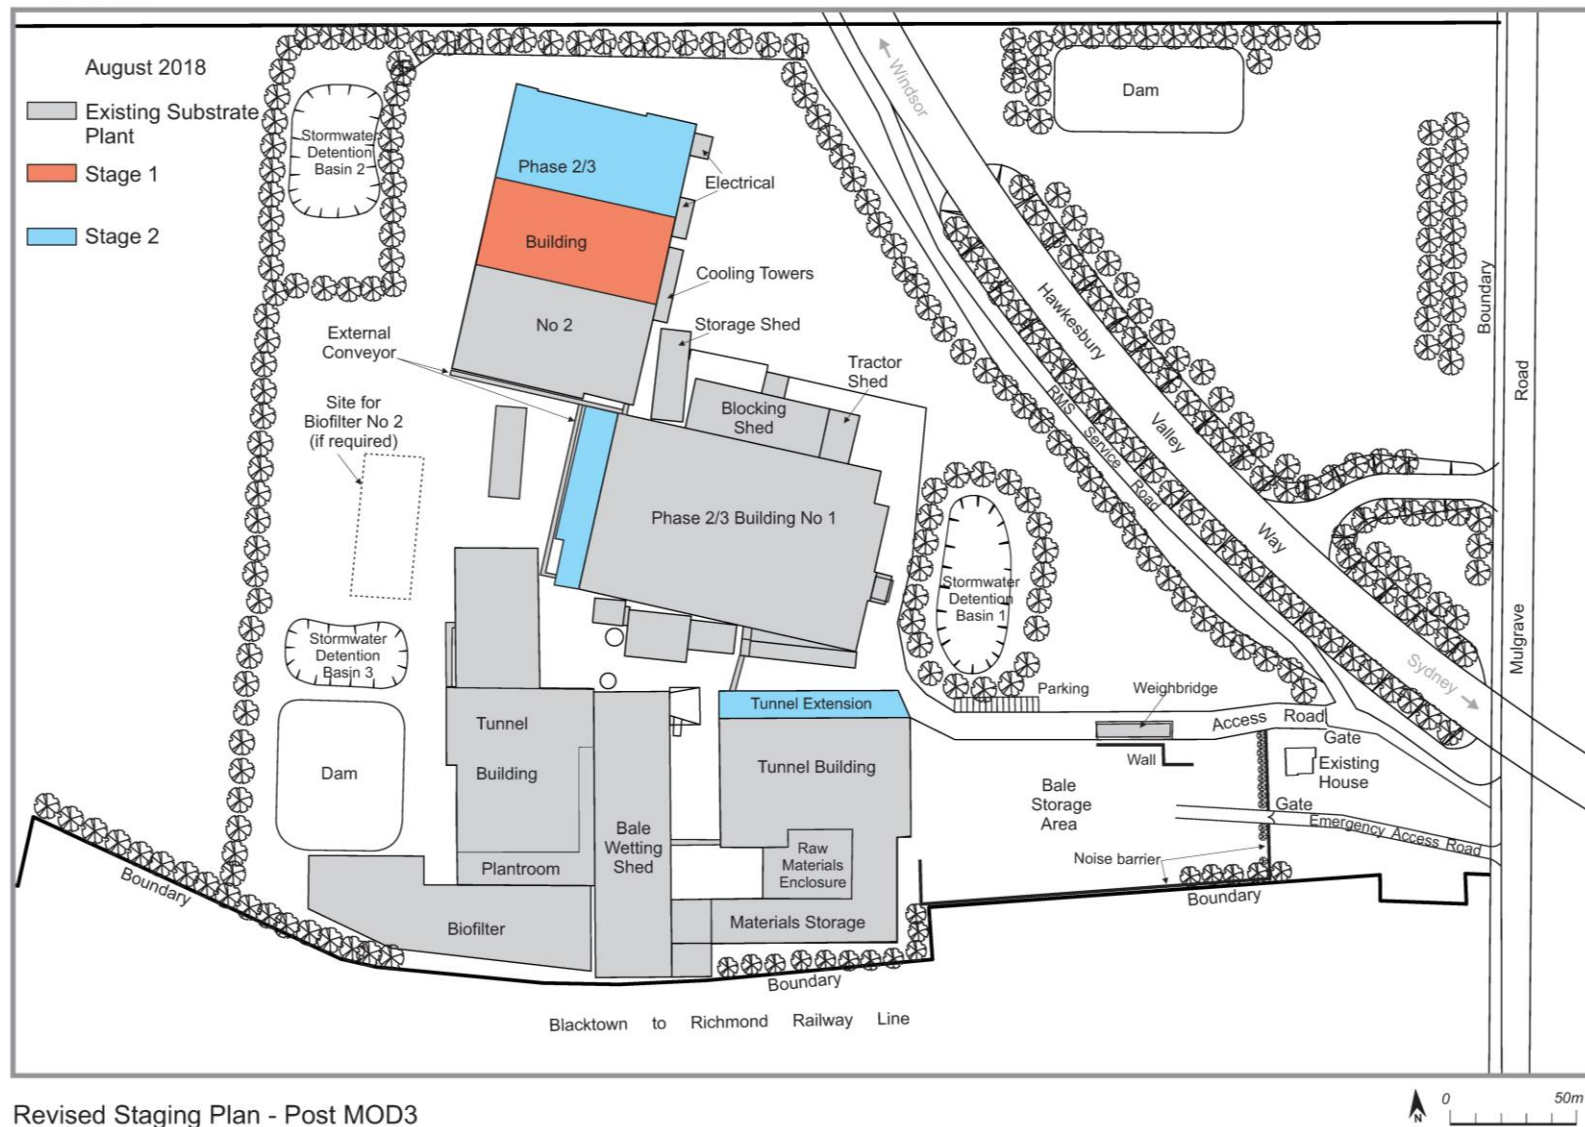 August 2018
Existing Substrate
Plant
Stage 1
Stage 2
Stormwater
Detention
Basin 2
Phase 2/3
Building
No 2
Electrical
Cooling Towers
Storage Shed
External
Conveyor
Tractor
Shed
Blocking
Shed
Site for
Biofilter No 2
(if required)
Phase 2/3 Building No 1
Stormwater
Detention
Basin 1
Stormwater
Detention
Basin 3
Dam
Windsor
Dam
Hawkesbury
Valley
Way
RMS
Service
Road
Boundary
Road
Mulgrave
Sydney
Parking
Weighbridge
Access Road
Gate
Wall
Existing
House
Tunnel Extension
Tunnel Building
Tunnel
Building
Plantroom
Bale
Wetting
Shed
Raw
Materials
Enclosure
Materials Storage
Biofilter
Bale
Storage
Area
Gate
Emergency Access Road
Noise barrier
Boundary
Boundary
Boundary
Blacktown to Richmond Railway Line
Revised Staging Plan - Post MOD3
N
0 50m